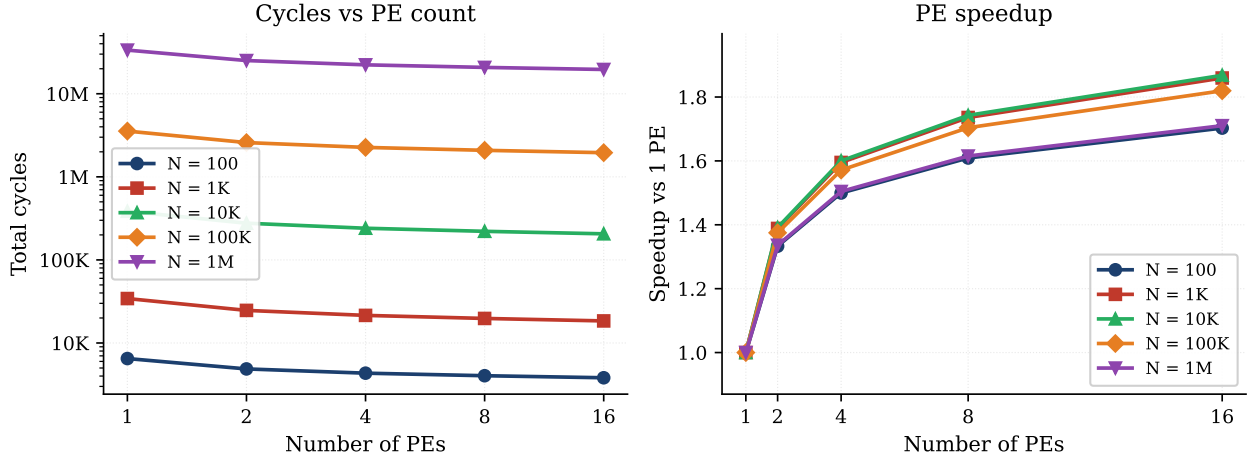 Cycles vs PE count
Total cycles
10M
1M
100K
10K
N = 100
N = 1K
N = 10K
N = 100K
N = 1M
1 2 4 8 16
Number of PEs
PE speedup
Speedup vs 1 PE
1.8
1.6
1.4
1.2
1.0
N = 100
N = 1K
N = 10K
N = 100K
N = 1M
1 2 4 8 16
Number of PEs